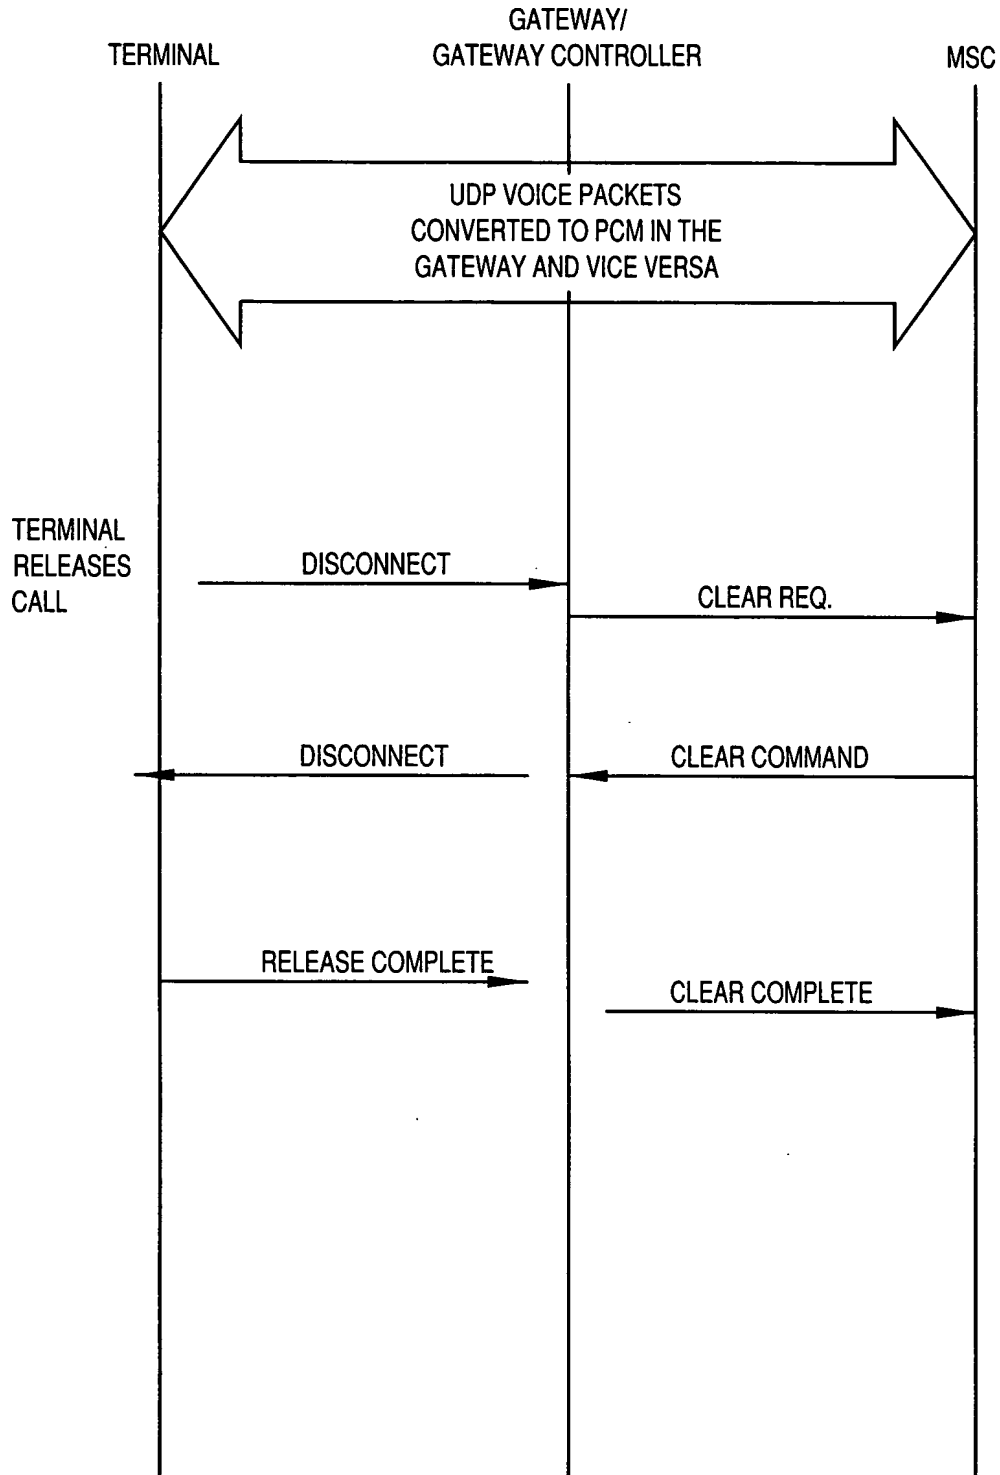 TERMINAL
GATEWAY/
GATEWAY CONTROLLER
MSC
UDP VOICE PACKETS
CONVERTED TO PCM IN THE
GATEWAY AND VICE VERSA
TERMINAL
RELEASES
CALL
DISCONNECT
CLEAR REQ.
DISCONNECT
CLEAR COMMAND
RELEASE COMPLETE
CLEAR COMPLETE